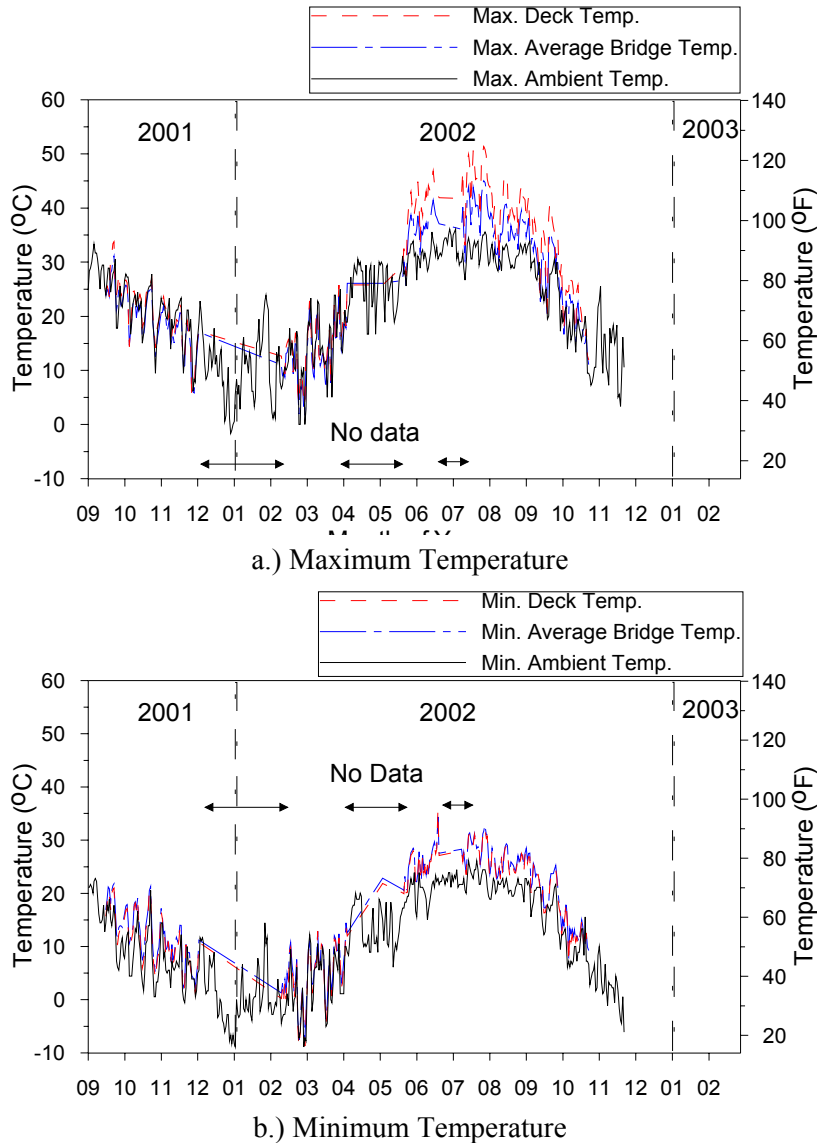 Max. Deck Temp.
Max. Average Bridge Temp.
Max. Ambient Temp.
60 140
2001 2002 2003
50 120
40 100
30 80
20 60
10
0 40
-10 20
Temperature (ºC)
Temperature (ºF)
No data
09 10 11 12 01 02 03 04 05 06 07 08 09 10 11 12 01 02
a.) Maximum Temperature
Min. Deck Temp.
Min. Average Bridge Temp.
Min. Ambient Temp.
60 140
2001 2002 2003
50 120
No Data
40 100
30 80
20 60
10
0 40
-10 20
Temperature (ºC)
Temperature (ºF)
09 10 11 12 01 02 03 04 05 06 07 08 09 10 11 12 01 02
b.) Minimum Temperature